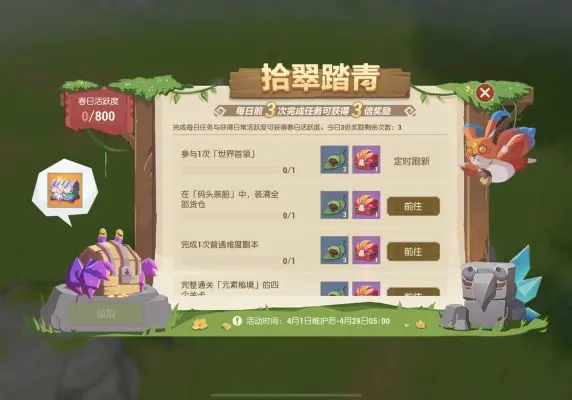 拾翠踏青
春日活跃度
0/800
每日前3次完成任务可获得3倍奖励
完成每日任务与获得日常活跃度可获得春日活跃度。今日3倍奖励剩余次数：3
参与1次「世界首领」
0/1
3
1
定时刷新
在「码头装船」中，装满全
部货仓
0/1
3
1
前往
完成1次普通难度副本
0/1
3
1
前往
完整通关「元素秘境」的四
领取
活动时间：4月1日维护后-4月29日05:00